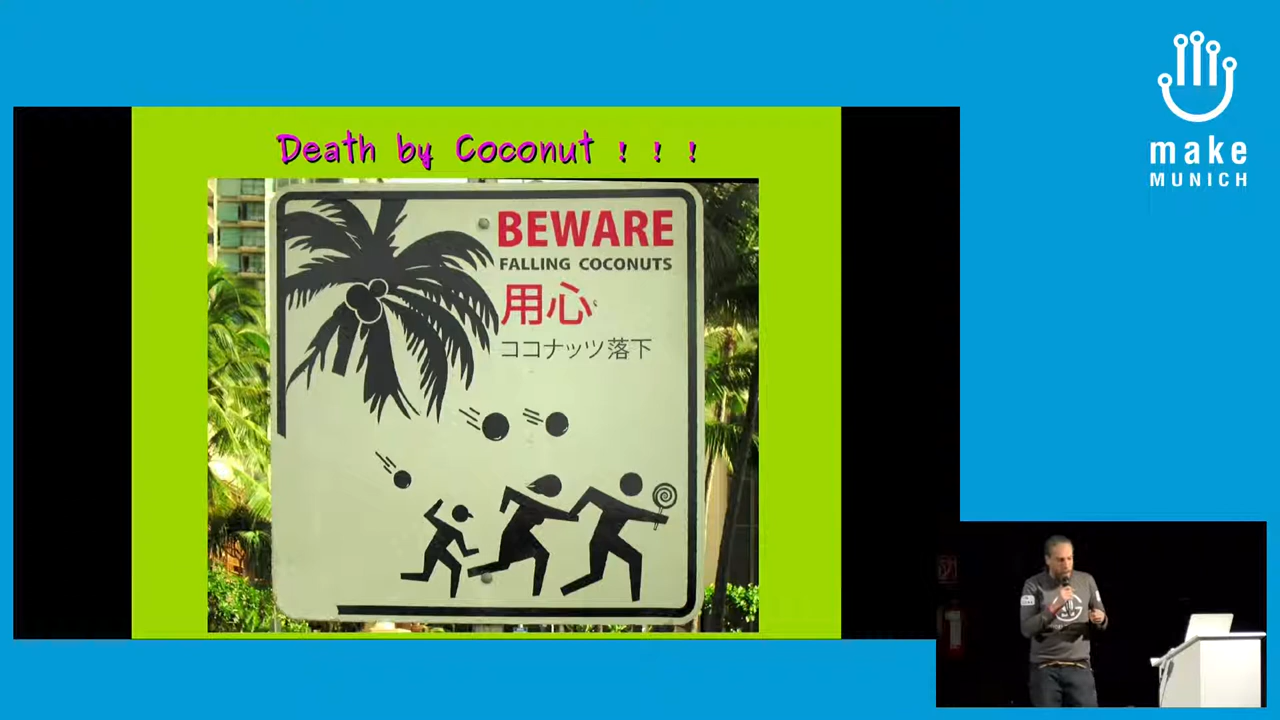 Death by Coconut ! ! !
BEWARE
FALLING COCONUTS
用心
ココナッツ落下
make
MUNICH